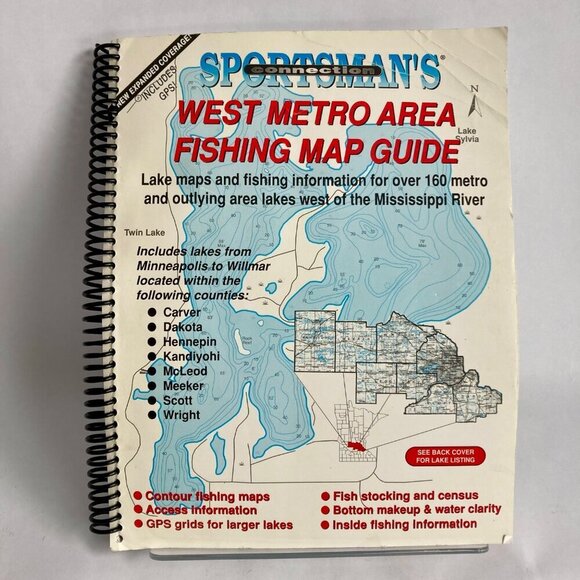 NEW EXPANDED COVERAGE!
INCLUDES
GPS!
SPORTSMAN'S®
connection
N
WEST METRO AREA
FISHING MAP GUIDE
Lake
Sylvia
Lake maps and fishing information for over 160 metro
and outlying area lakes west of the Mississippi River
Twin Lake
Includes lakes from
Minneapolis to Willmar
located within the
following counties:
● Carver
● Dakota
● Hennepin
● Kandiyohi
● McLeod
● Meeker
● Scott
● Wright
SEE BACK COVER
FOR LAKE LISTING
● Contour fishing maps
● Access information
● GPS grids for larger lakes
● Fish stocking and census
● Bottom makeup & water clarity
● Inside fishing information